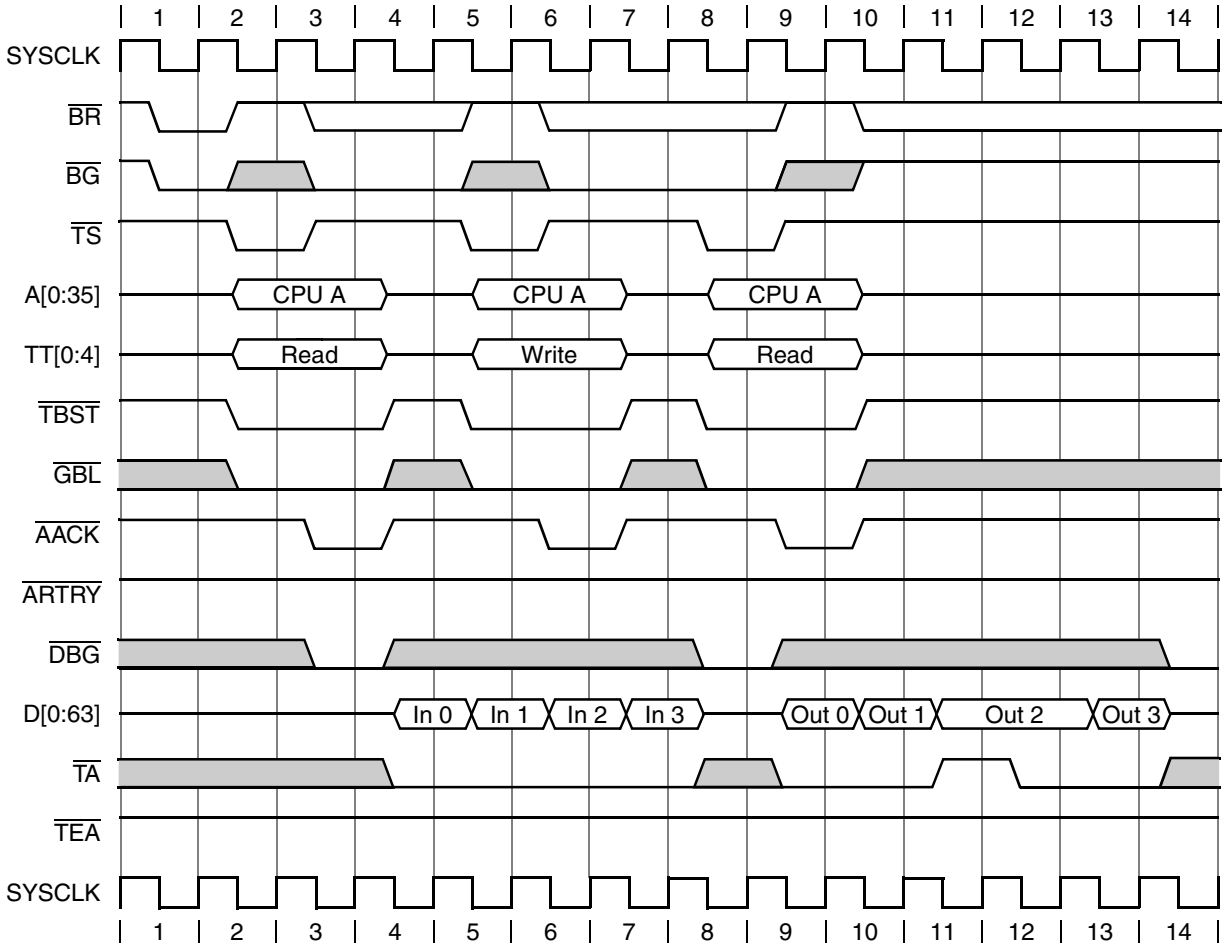 1 2 3 4 5 6 7 8 9 10 11 12 13 14
SYSCLK
BR
BG
TS
A[0:35] CPU A CPU A CPU A
TT[0:4] Read Write Read
TBST
GBL
AACK
ARTRY
DBG
D[0:63] In 0 In 1 In 2 In 3 Out 0 Out 1 Out 2 Out 3
TA
TEA
SYSCLK
1 2 3 4 5 6 7 8 9 10 11 12 13 14